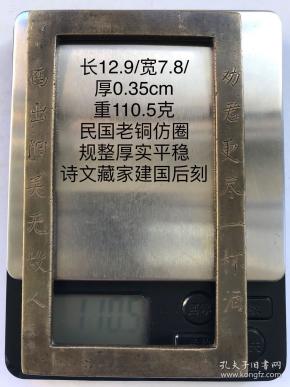 长12.9/宽7.8/
厚0.35cm
重110.5克
民国老铜仿圈
规整厚实平稳
诗文藏家建国后刻
劝君更尽一杯酒
西出阳关无故人
110.5
孔夫子旧书网